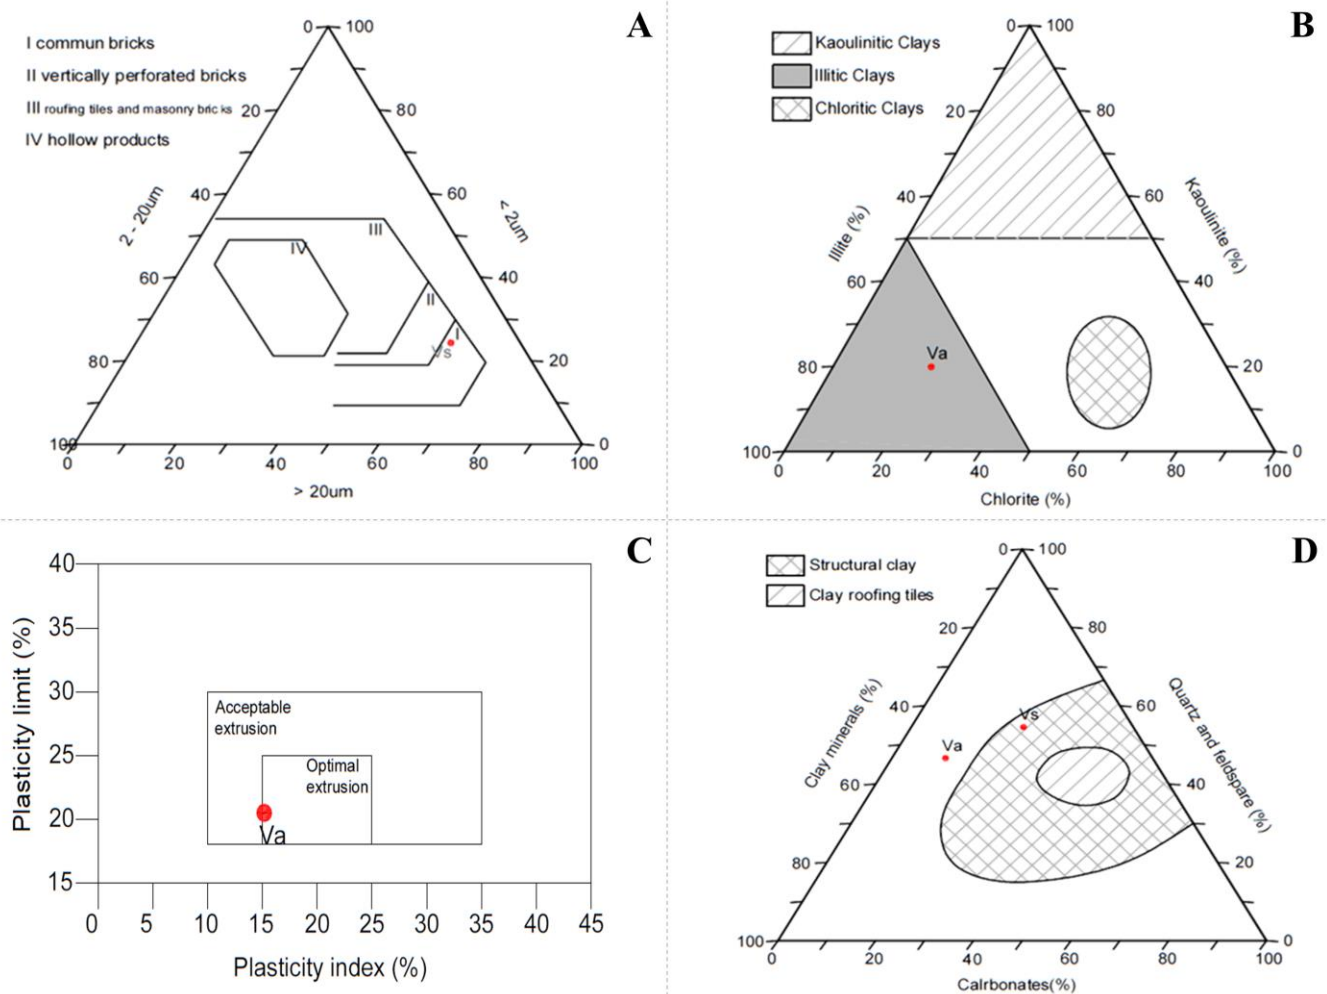 A
I commun bricks
II vertically perforated bricks
III roofing tiles and masonry bric ks
IV hollow products
0 100
20 80
40 60
60 40
80 20
100 0
0 20 40 60 80 100
2 - 20um
< 2um
> 20um
III
IV
II
I
Vs
B
Kaoulinitic Clays
Illitic Clays
Chloritic Clays
0 100
20 80
40 60
60 40
80 20
100 0
0 20 40 60 80 100
Illite (%)
Kaoulinite (%)
Chlorite (%)
Va
C
40
35
30
25
20
15
0 5 10 15 20 25 30 35 40 45
Plasticity limit (%)
Plasticity index (%)
Acceptable
extrusion
Optimal
extrusion
Va
D
Structural clay
Clay roofing tiles
0 100
20 80
40 60
60 40
80 20
100 0
0 20 40 60 80 100
Clay minerals (%)
Quartz and feldspare (%)
Calrbonates(%)
Vs
Va